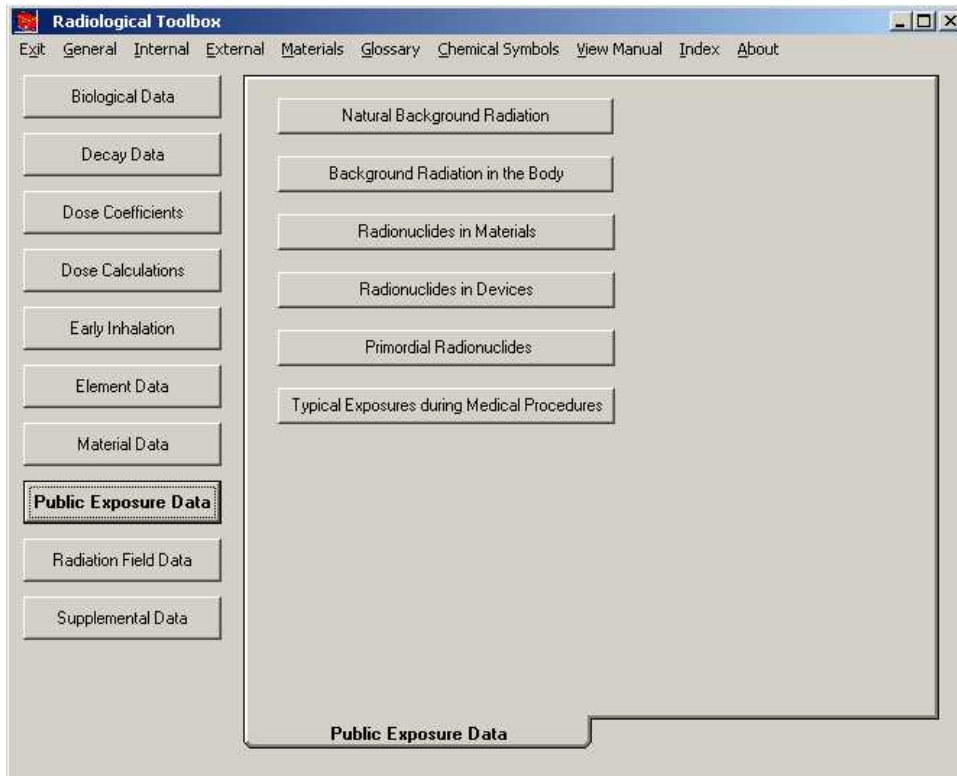 Radiological Toolbox
Exit General Internal External Materials Glossary Chemical Symbols View Manual Index About
Biological Data
Decay Data
Dose Coefficients
Dose Calculations
Early Inhalation
Element Data
Material Data
Public Exposure Data
Radiation Field Data
Supplemental Data
Natural Background Radiation
Background Radiation in the Body
Radionuclides in Materials
Radionuclides in Devices
Primordial Radionuclides
Typical Exposures during Medical Procedures
Public Exposure Data